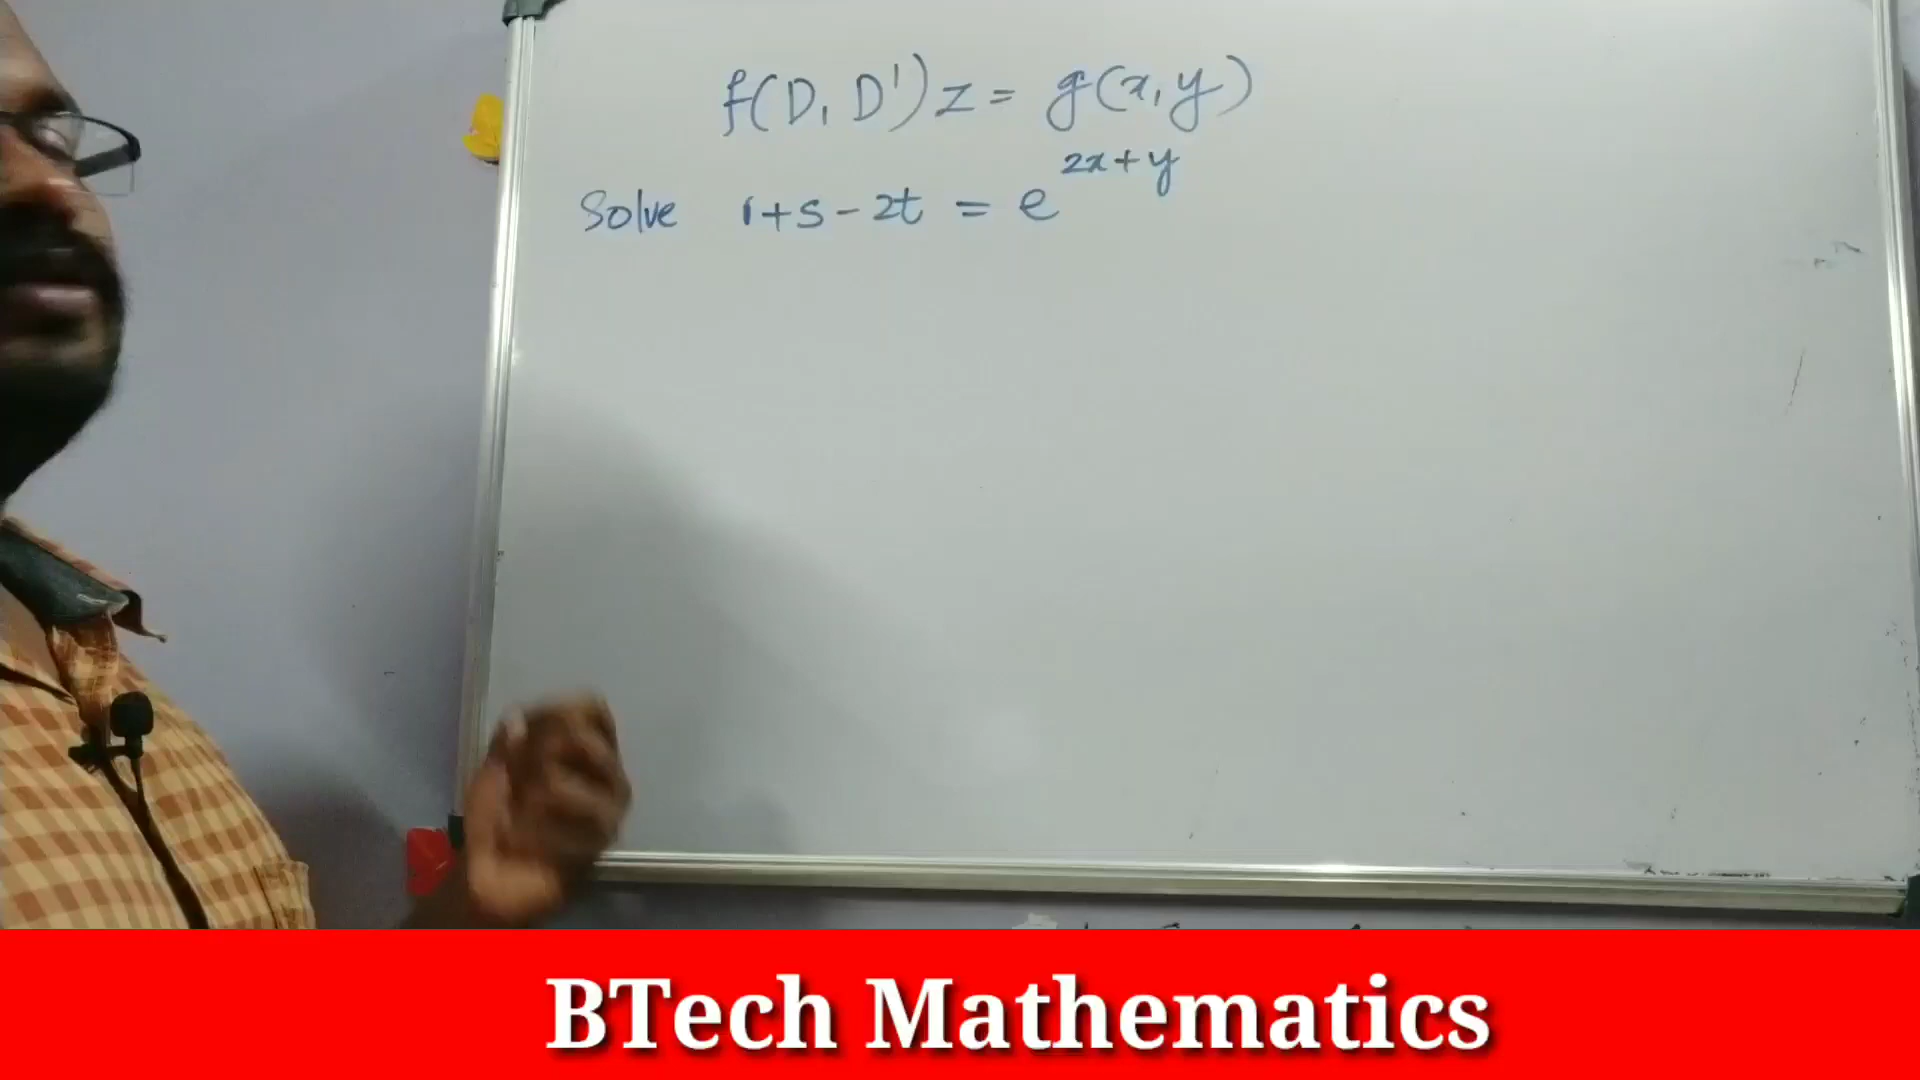 f(D, D')z = g(x, y)
Solve r+s-2t = e^{2x+y}
BTech Mathematics